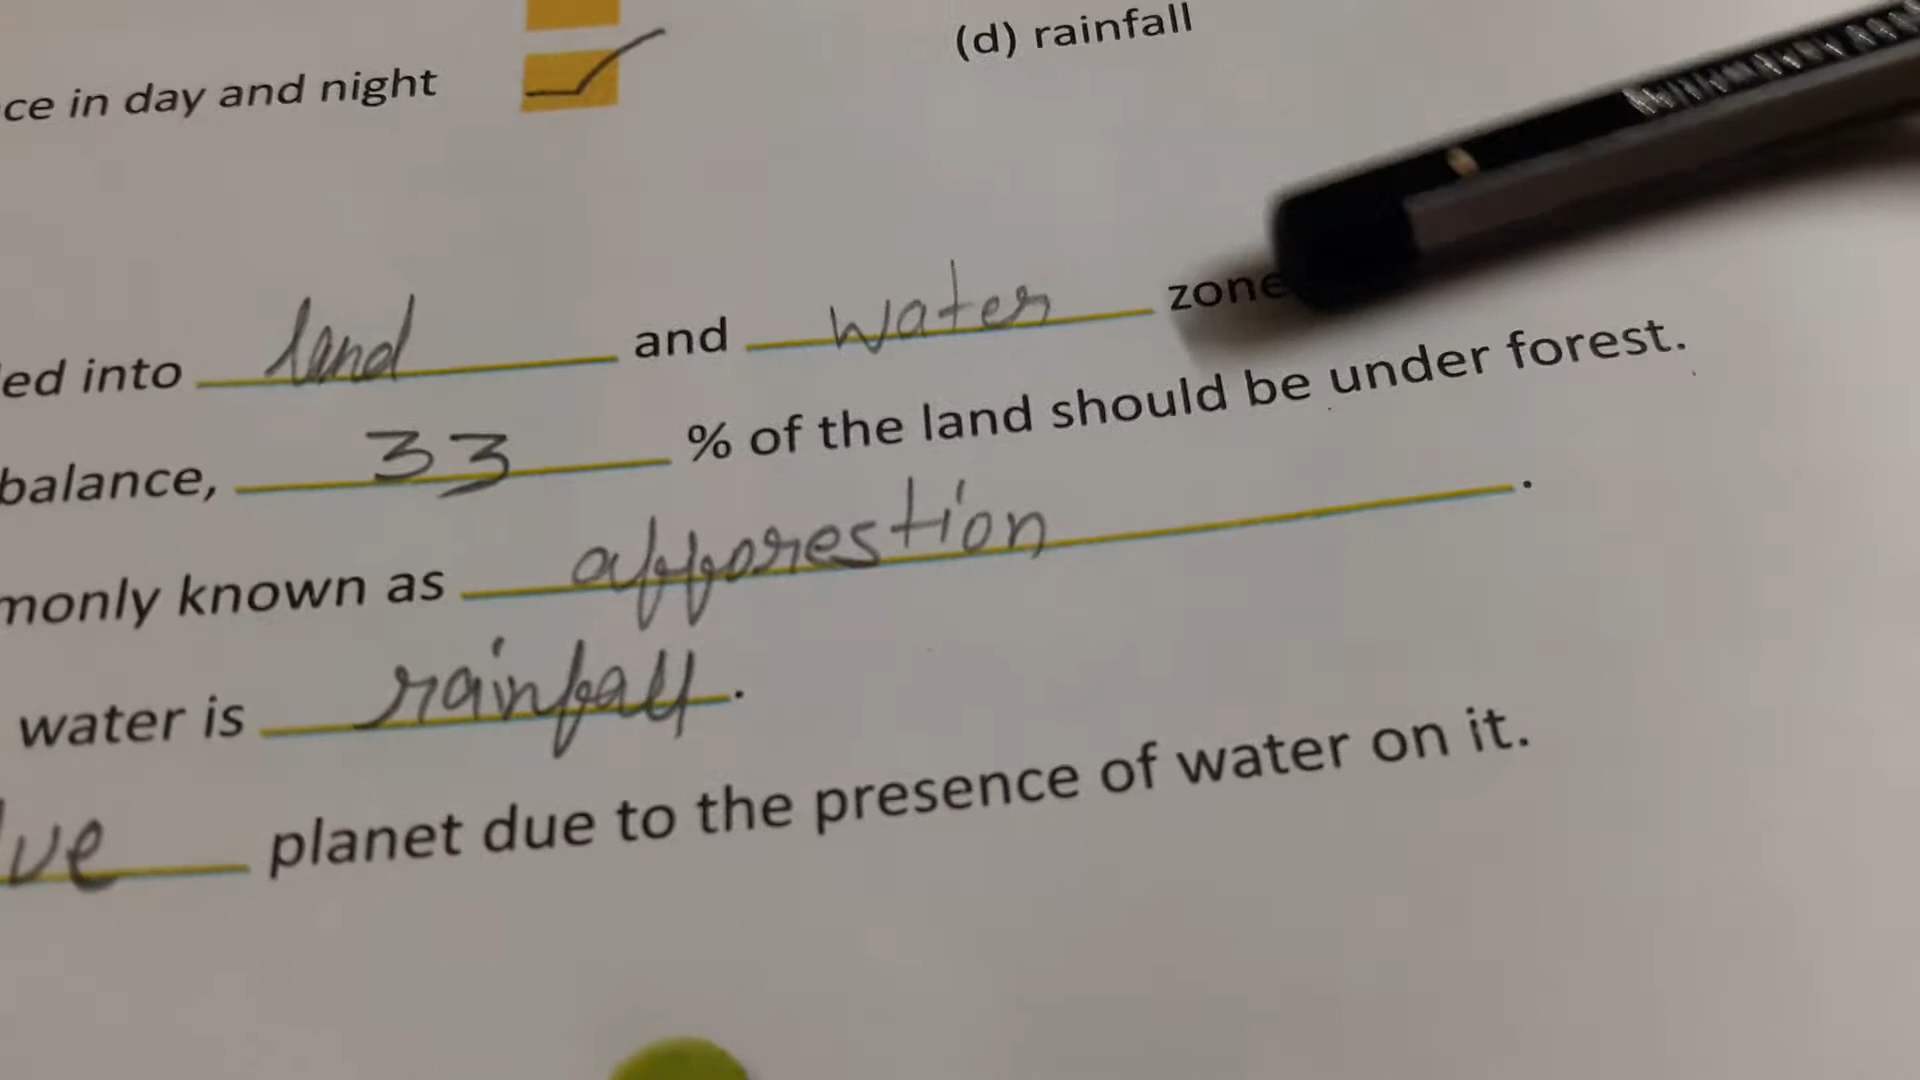 (d) rainfall
ce in day and night
ed into land and water zone
balance, 33 % of the land should be under forest.
monly known as afforestion .
water is rainfall.
ue planet due to the presence of water on it.